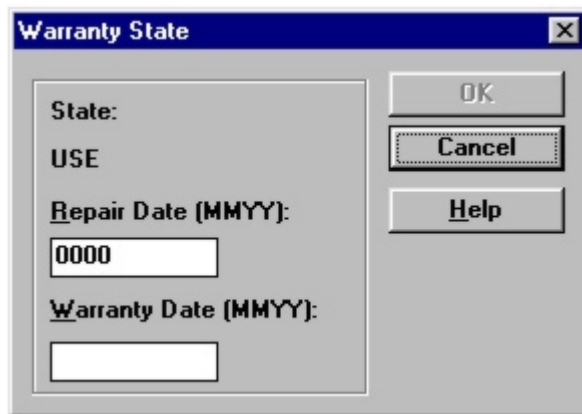 Warranty State
State:
USE
Repair Date (MMYY):
0000
Warranty Date (MMYY):
OK
Cancel
Help